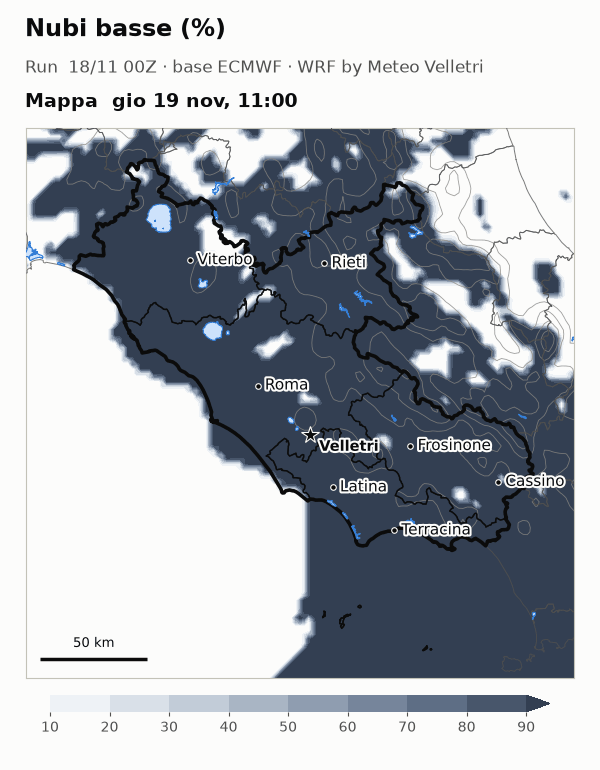 Nubi basse (%)
Run 18/11 00Z · base ECMWF · WRF by Meteo Velletri
Mappa gio 19 nov, 11:00
Viterbo
Rieti
Roma
Velletri
Frosinone
Cassino
Latina
Terracina
50 km
10 20 30 40 50 60 70 80 90